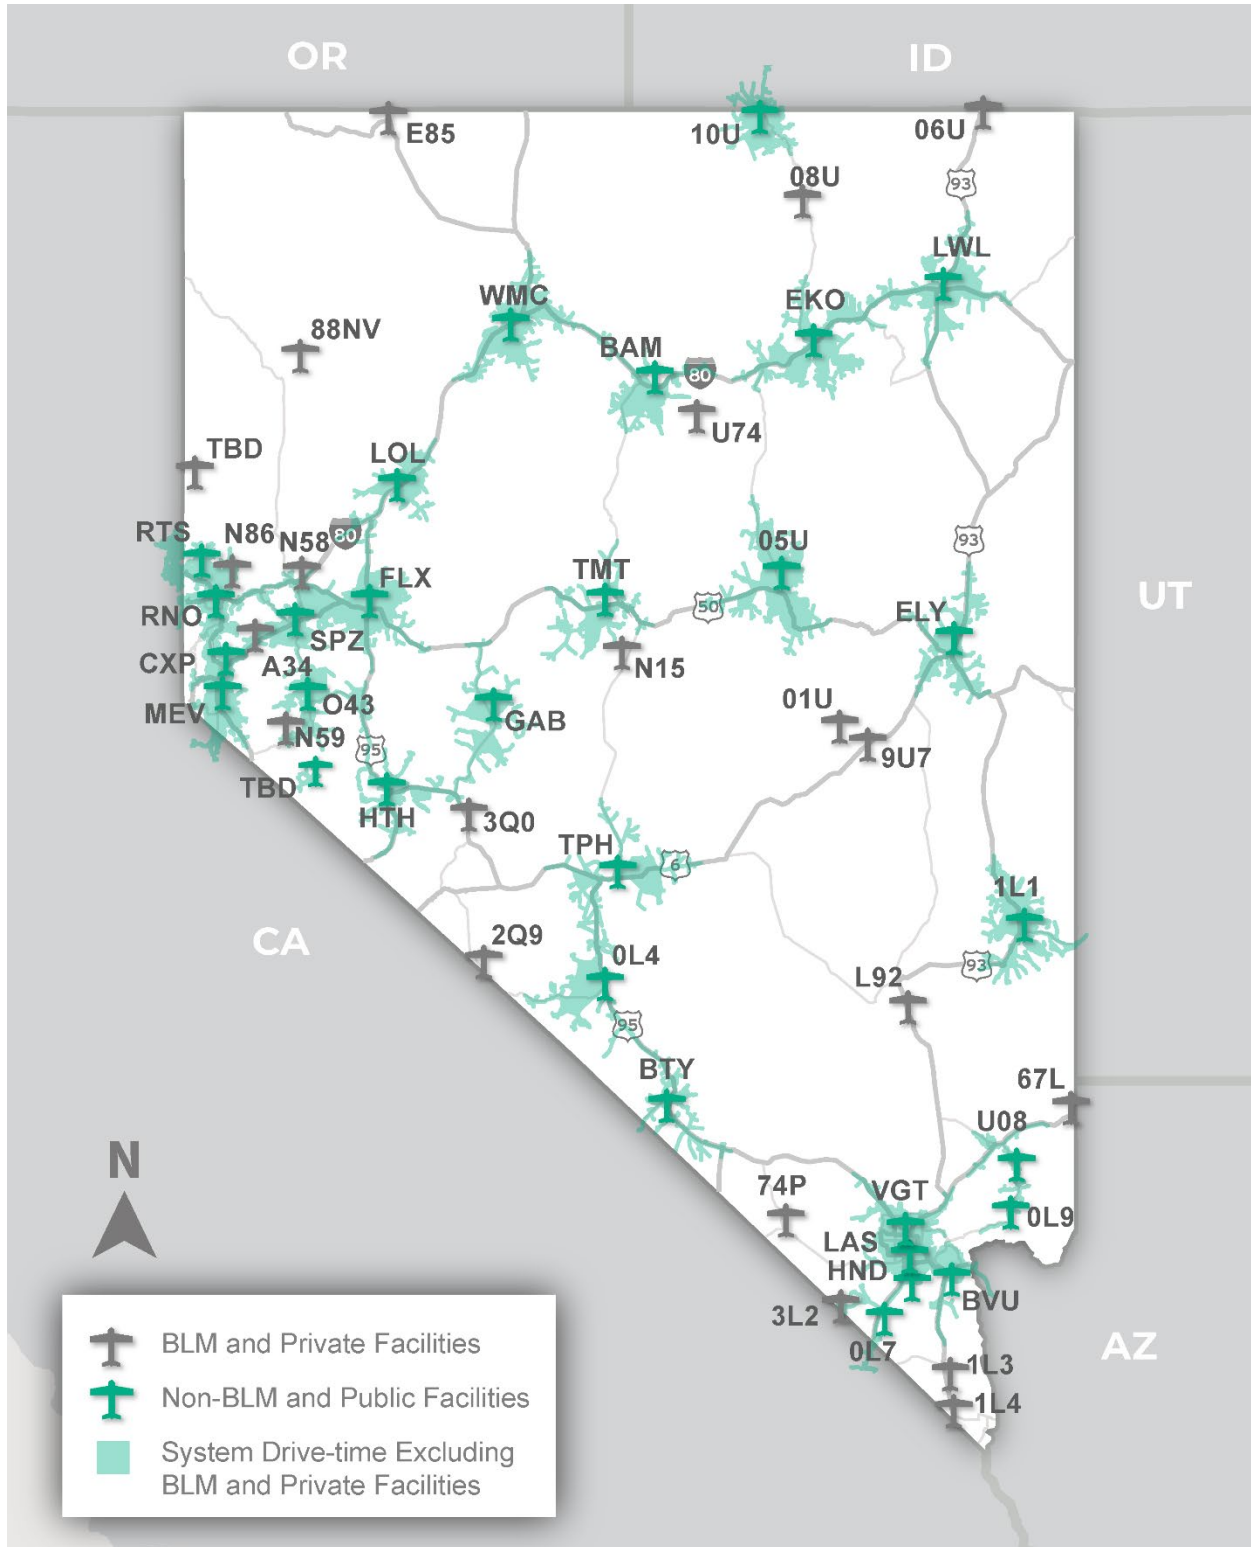 OR
ID
E85
10U
06U
08U
93
LWL
WMC
EKO
88NV
BAM
80
U74
TBD
LOL
RTS
N86
N58
80
93
05U
FLX
TMT
50
RNO
SPZ
ELY
UT
CXP
A34
N15
MEV
O43
GAB
01U
N59
95
9U7
TBD
HTH
3Q0
TPH
6
1L1
CA
2Q9
0L4
93
L92
95
BTY
67L
U08
N
74P
VGT
0L9
LAS
HND
BVU
3L2
0L7
AZ
1L3
1L4
BLM and Private Facilities
Non-BLM and Public Facilities
System Drive-time Excluding
BLM and Private Facilities